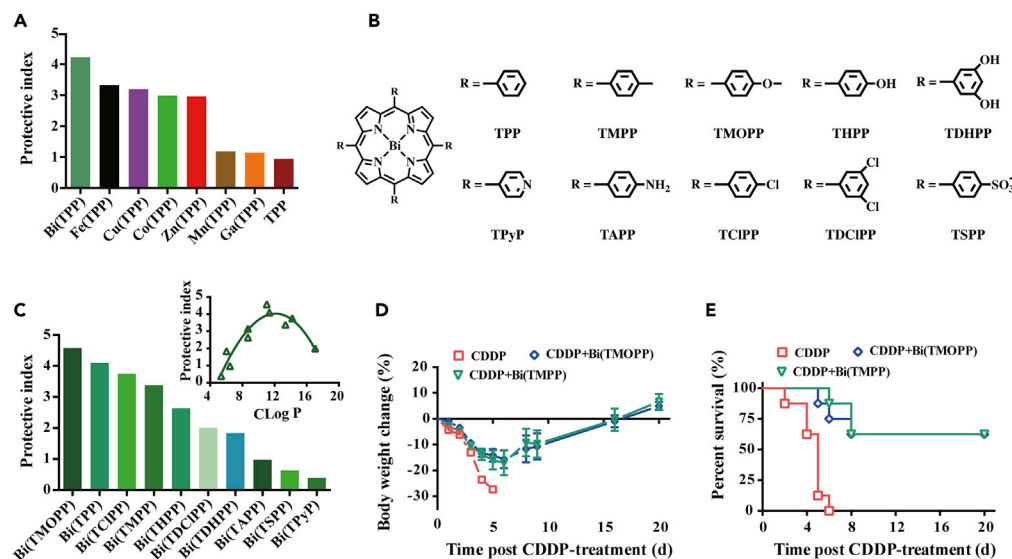 A
Protective index
5
4
3
2
1
0
Bi(TPP)
Fe(TPP)
Cu(TPP)
Co(TPP)
Zn(TPP)
Mn(TPP)
Ga(TPP)
TPP
B
R
R
R
R
N
N
N
N
Bi
R =
TPP
R =
TMPP
R =
O
TMOPP
R =
OH
THPP
R =
OH
OH
TDHPP
R =
N
TPyP
R =
NH2
TAPP
R =
Cl
TClPP
R =
Cl
Cl
TDClPP
R =
SO3-
TSPP
C
Protective index
5
4
3
2
1
0
Bi(TMOPP)
Bi(TPP)
Bi(TClPP)
Bi(TMPP)
Bi(THPP)
Bi(TDClPP)
Bi(TDHPP)
Bi(TAPP)
Bi(TSPP)
Bi(TPyP)
Protective index
5
4
3
2
1
0
4 8 12 16 20
CLog P
D
CDDP
CDDP+Bi(TMOPP)
CDDP+Bi(TMPP)
Body weight change (%)
20
10
0
-10
-20
-30
0 5 10 15 20
Time post CDDP-treatment (d)
E
CDDP
CDDP+Bi(TMOPP)
CDDP+Bi(TMPP)
Percent survival (%)
100
75
50
25
0
0 4 8 12 16 20
Time post CDDP-treatment (d)